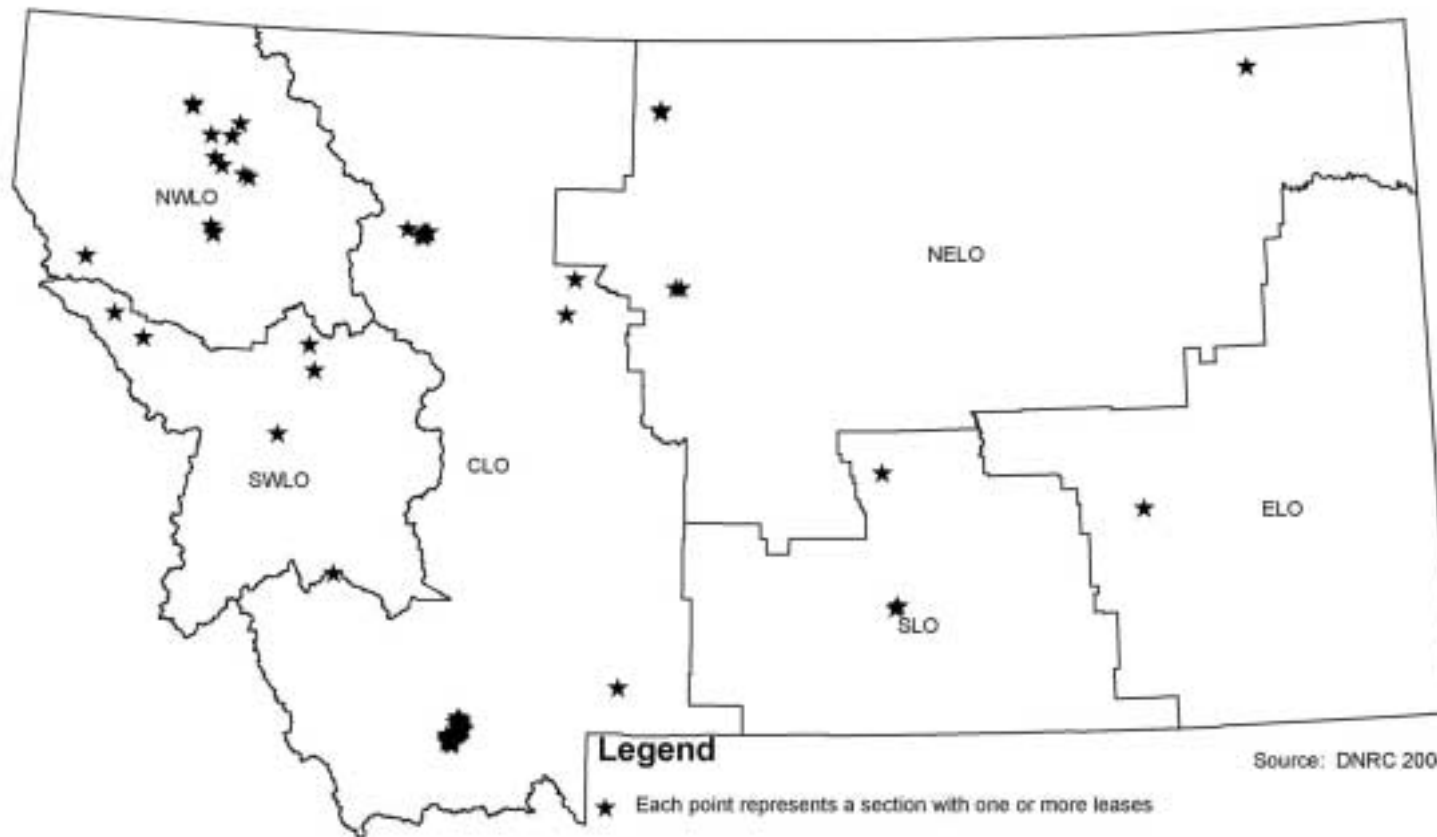 NWLO
NELO
CLO
SWLO
ELO
SLO
Legend
Source: DNRC 200
Each point represents a section with one or more leases